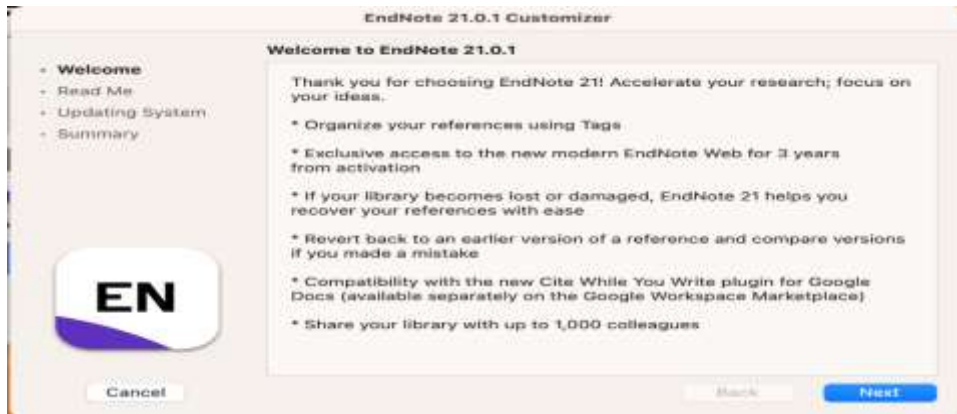 EndNote 21.0.1 Customizer
Welcome to EndNote 21.0.1
Welcome
Read Me
Updating System
Summary
Thank you for choosing EndNote 21! Accelerate your research; focus on
your ideas.
* Organize your references using Tags
* Exclusive access to the new modern EndNote Web for 3 years
from activation
* If your library becomes lost or damaged, EndNote 21 helps you
recover your references with ease
* Revert back to an earlier version of a reference and compare versions
if you made a mistake
* Compatibility with the new Cite While You Write plugin for Google
Docs (available separately on the Google Workspace Marketplace)
* Share your library with up to 1,000 colleagues
EN
Cancel
Back
Next